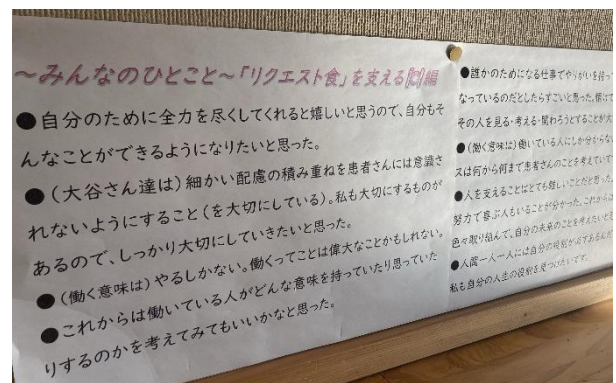 ～みんなのひとこと～「リクエスト食」を支える編
●自分のために全力を尽くしてくれると嬉しいと思うので、自分もそ
んなことができるようになりたいと思った。
●（大谷さん達は）細かい配慮の積み重ねを患者さんには意識さ
れないようにすること（を大切にしている）。私も大切にするものが
あるので、しっかり大切にしていきたいと思った。
●（働く意味は）やるしかない。働くってことは偉大なことかもしれない。
●これからは働いている人がどんな意味を持っていたり思っていた
りするのかを考えてみてもいいかなと思った。
●誰かのためになる仕事でやりがいを持って
なっているのだとしたらすごいと思った。
その人を見る・考える・関わろうとすることが大
●（働く意味は）働いている人にしか分からない
スは何から何まで患者さんのことを考えていて
●人を支えることはとても難しいことだと思った。
努力で喜ぶ人もいることが分かった。これからは
色々取り組んで、自分の未来のことを考えたいと思
●人間一人一人には自分の役割が必ずあるんだ
私も自分の人生の役割を見つけたいです。